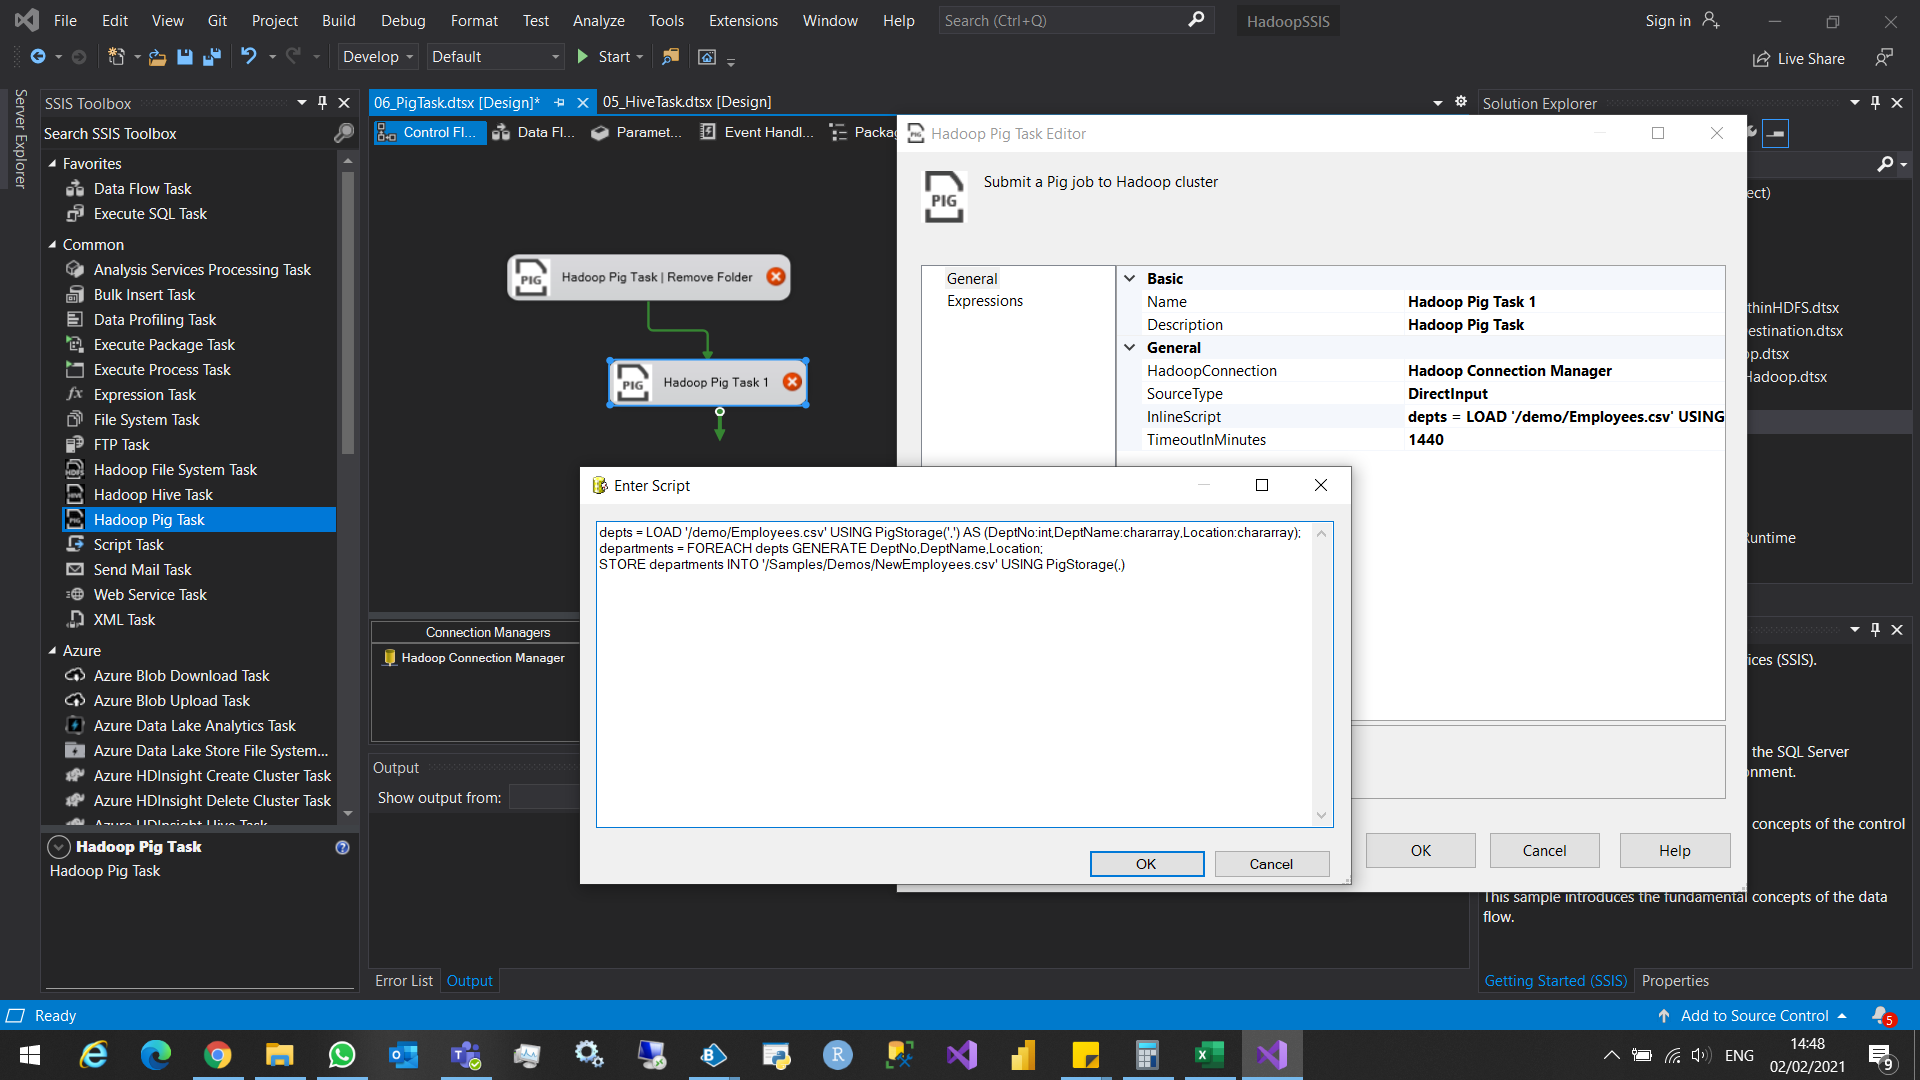 File Edit View Git Project Build Debug Format Test Analyze Tools Extensions Window Help Search (Ctrl+Q) HadoopSSIS Sign in
Develop Default Start Live Share
Server Explorer
SSIS Toolbox
Search SSIS Toolbox
Favorites
Data Flow Task
Execute SQL Task
Common
Analysis Services Processing Task
Bulk Insert Task
Data Profiling Task
Execute Package Task
Execute Process Task
Expression Task
File System Task
FTP Task
Hadoop File System Task
Hadoop Hive Task
Hadoop Pig Task
Script Task
Send Mail Task
Web Service Task
XML Task
Azure
Azure Blob Download Task
Azure Blob Upload Task
Azure Data Lake Analytics Task
Azure Data Lake Store File System...
Azure HDInsight Create Cluster Task
Azure HDInsight Delete Cluster Task
Azure HDInsight Hive Task
Hadoop Pig Task
Hadoop Pig Task
06_PigTask.dtsx [Design]* 05_HiveTask.dtsx [Design]
Control Fl... Data Fl... Paramet... Event Handl... Packag
PIG Hadoop Pig Task | Remove Folder
PIG Hadoop Pig Task 1
Connection Managers
Hadoop Connection Manager
Output
Show output from:
Error List Output
Hadoop Pig Task Editor
PIG Submit a Pig job to Hadoop cluster
General
Expressions
Basic
Name Hadoop Pig Task 1
Description Hadoop Pig Task
General
HadoopConnection Hadoop Connection Manager
SourceType DirectInput
InlineScript depts = LOAD '/demo/Employees.csv' USING
TimeoutInMinutes 1440
OK Cancel Help
Enter Script
depts = LOAD '/demo/Employees.csv' USING PigStorage(',') AS (DeptNo:int,DeptName:chararray,Location:chararray);
departments = FOREACH depts GENERATE DeptNo,DeptName,Location;
STORE departments INTO '/Samples/Demos/NewEmployees.csv' USING PigStorage(,)
OK Cancel
Solution Explorer
ect)
thinHDFS.dtsx
estination.dtsx
op.dtsx
Hadoop.dtsx
Runtime
ices (SSIS).
the SQL Server
onment.
concepts of the control
This sample introduces the fundamental concepts of the data
flow.
Getting Started (SSIS) Properties
Ready Add to Source Control 5
ENG 14:48
02/02/2021 9